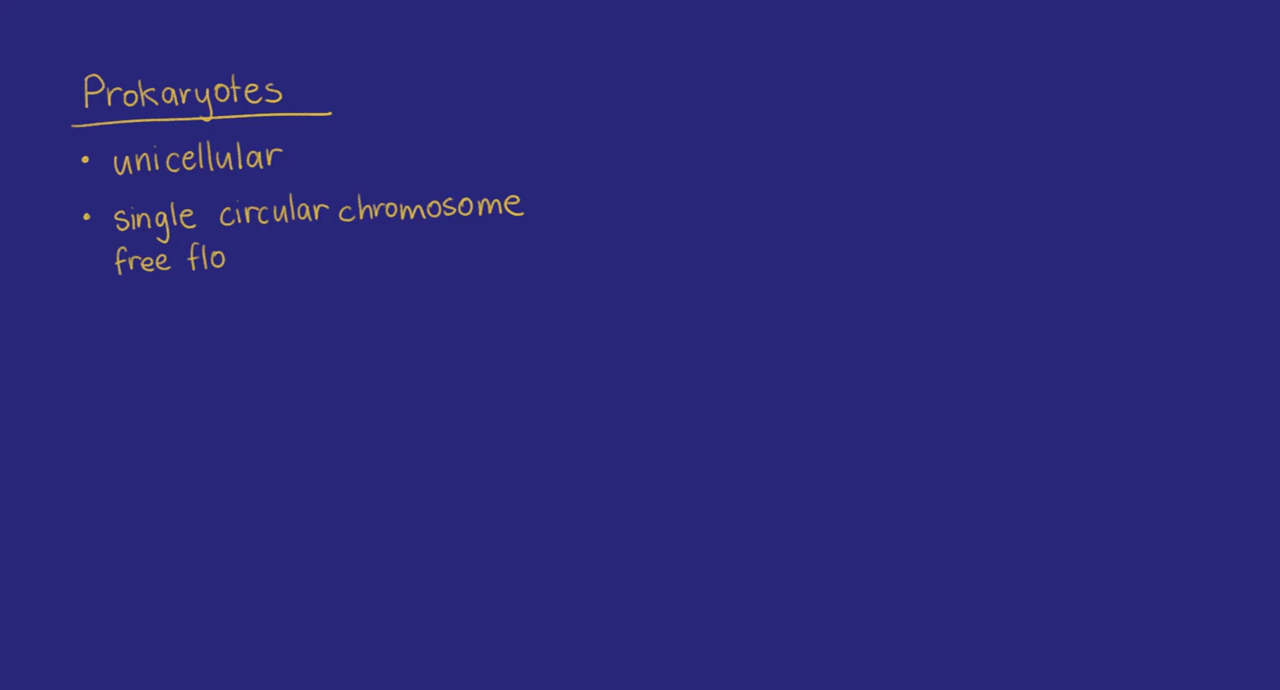 Prokaryotes
• unicellular
• single circular chromosome
free flo